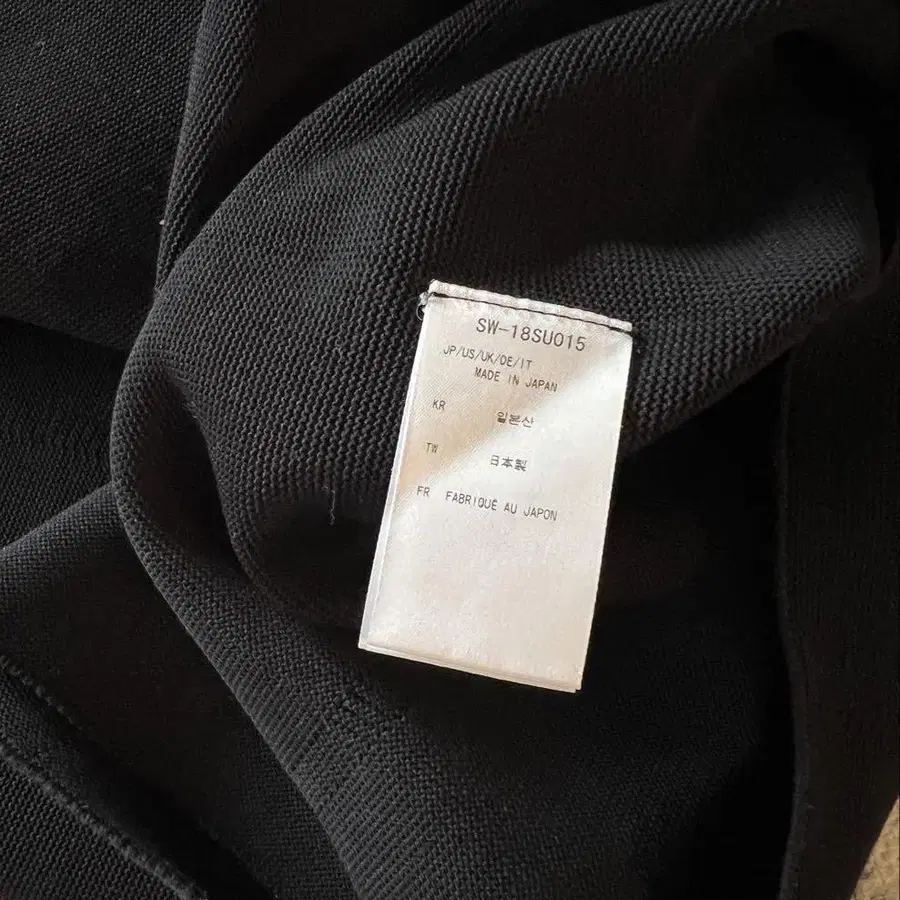 SW-18SU015
JP/US/UK/DE/IT
MADE IN JAPAN
KR 일본산
TW 日本製
FR FABRIQUÉ AU JAPON